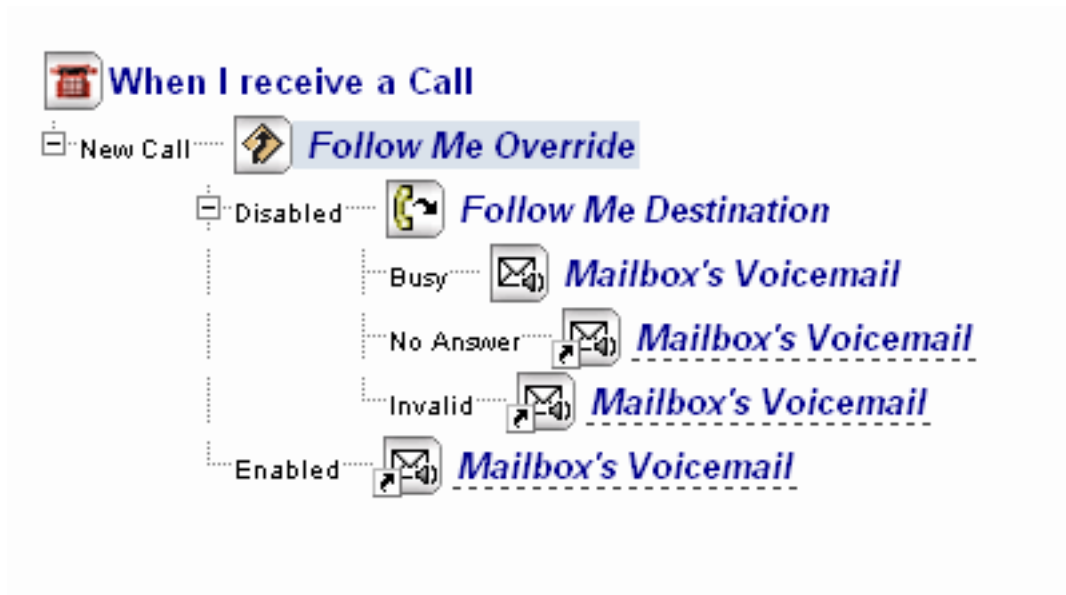 When I receive a Call
New Call Follow Me Override
Disabled Follow Me Destination
Busy Mailbox's Voicemail
No Answer Mailbox's Voicemail
Invalid Mailbox's Voicemail
Enabled Mailbox's Voicemail